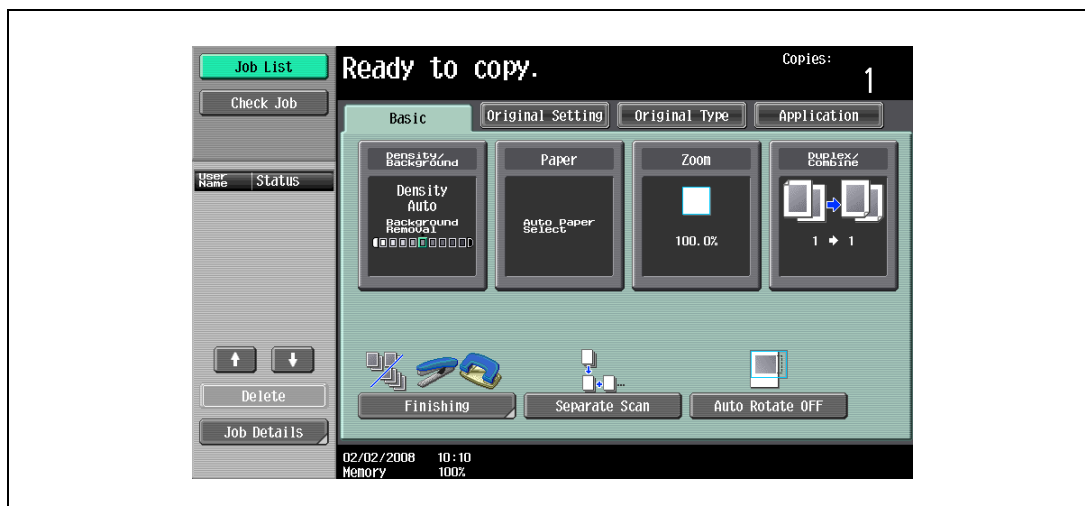 Job List
Check Job
User
Name
Status
Delete
Job Details
Ready to copy.
Copies:
1
Basic
Original Setting
Original Type
Application
Density/
Background
Density
Auto
Background
Removal
Paper
Auto Paper
Select
Zoom
100.0%
Duplex/
Combine
1 → 1
Finishing
Separate Scan
Auto Rotate OFF
02/02/2008 10:10
Memory 100%